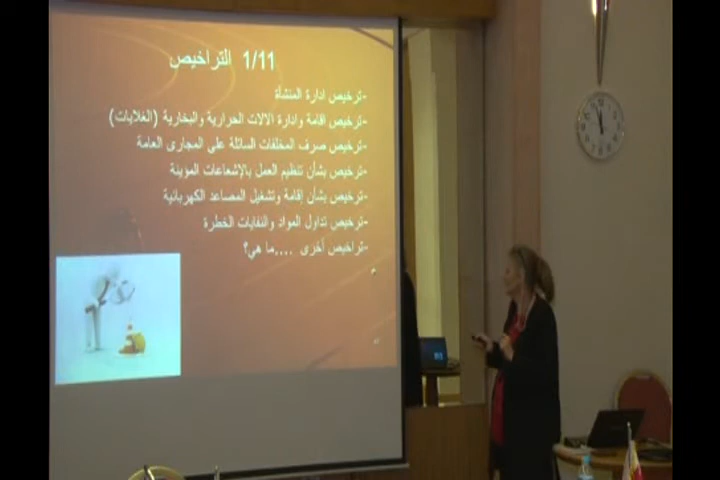 1/11 التراخيص
-ترخيص ادارة المنشأة
-ترخيص اقامة وادارة الالات الحرارية والبخارية (الغلايات)
-ترخيص صرف المخلفات السائلة على المجارى العامة
-ترخيص بشأن تنظيم العمل بالإشعاعات المؤينة
-ترخيص بشأن إقامة وتشغيل المصاعد الكهربائية
-ترخيص تداول المواد والنفايات الخطرة
-تراخيص أخرى ....ما هي؟